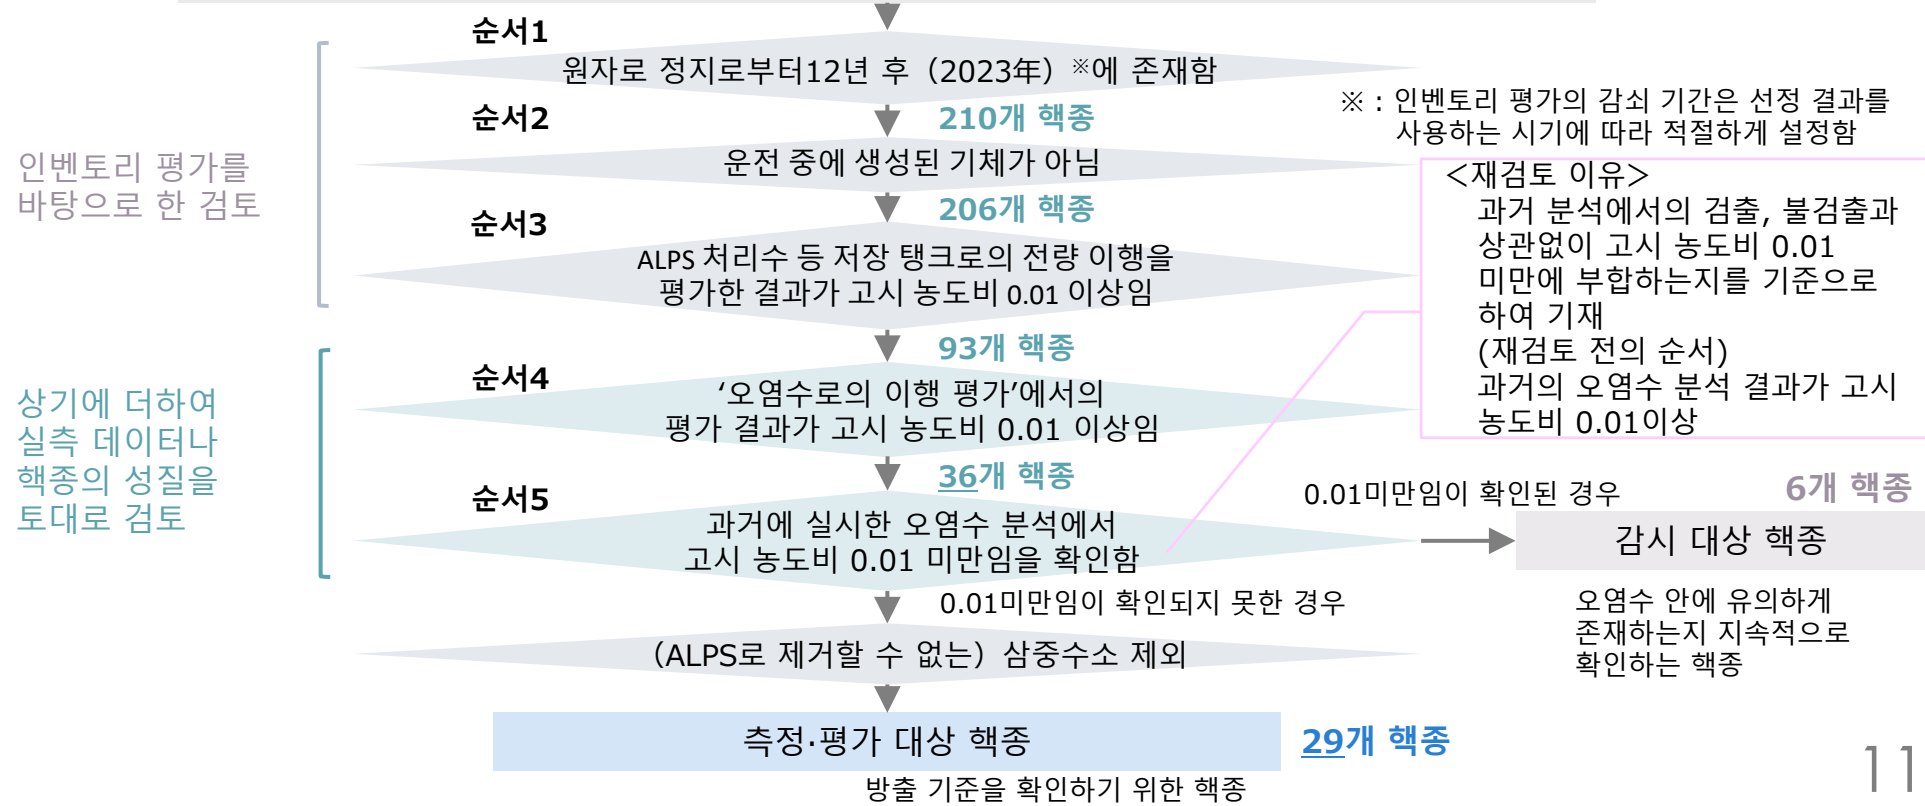 순서1
원자로 정지로부터12년 후（2023年）※에 존재함
210개 핵종
※ : 인벤토리 평가의 감쇠 기간은 선정 결과를
사용하는 시기에 따라 적절하게 설정함
순서2
운전 중에 생성된 기체가 아님
206개 핵종
인벤토리 평가를
바탕으로 한 검토
순서3
ALPS 처리수 등 저장 탱크로의 전량 이행을
평가한 결과가 고시 농도비 0.01 이상임
93개 핵종
＜재검토 이유＞
과거 분석에서의 검출, 불검출과
상관없이 고시 농도비 0.01
미만에 부합하는지를 기준으로
하여 기재
(재검토 전의 순서)
과거의 오염수 분석 결과가 고시
농도비 0.01이상
순서4
‘오염수로의 이행 평가’에서의
평가 결과가 고시 농도비 0.01 이상임
36개 핵종
상기에 더하여
실측 데이터나
핵종의 성질을
토대로 검토
순서5
과거에 실시한 오염수 분석에서
고시 농도비 0.01 미만임을 확인함
0.01미만임이 확인된 경우
6개 핵종
감시 대상 핵종
오염수 안에 유의하게
존재하는지 지속적으로
확인하는 핵종
0.01미만임이 확인되지 못한 경우
（ALPS로 제거할 수 없는）삼중수소 제외
측정·평가 대상 핵종
29개 핵종
방출 기준을 확인하기 위한 핵종
11